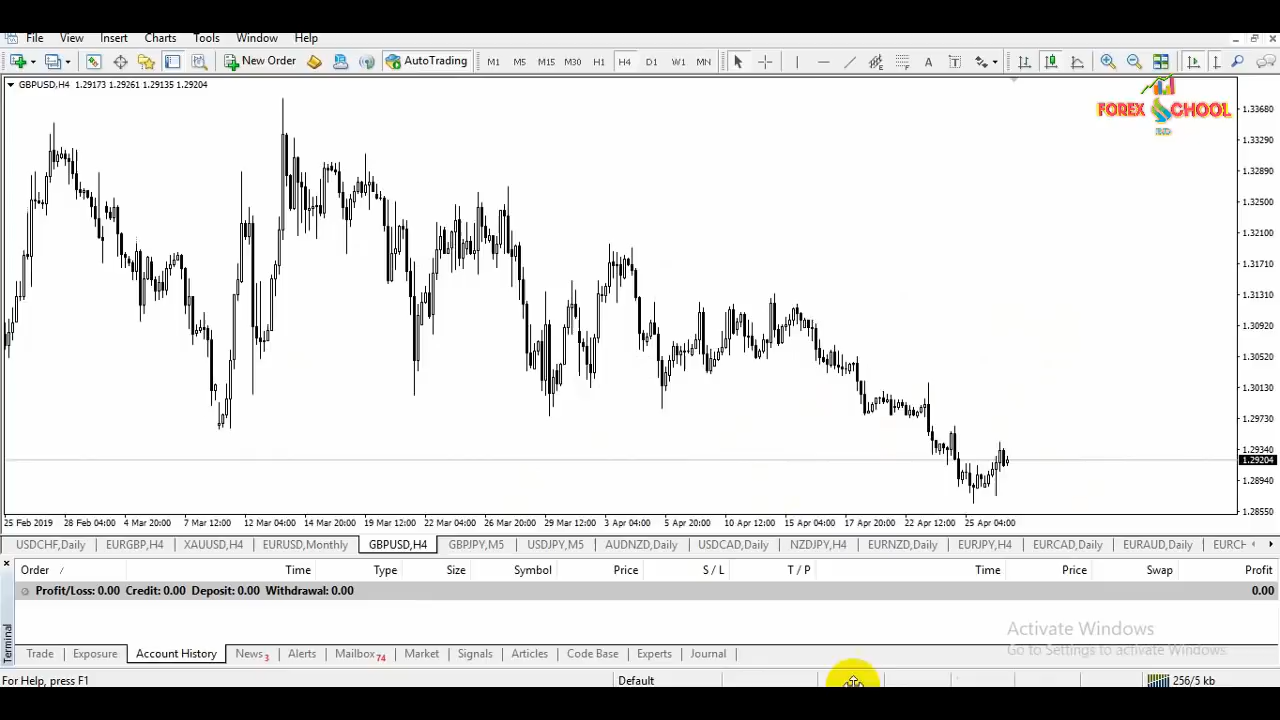 File View Insert Charts Tools Window Help
New Order AutoTrading M1 M5 M15 M30 H1 H4 D1 W1 MN A T
GBPUSD,H4 1.29173 1.29261 1.29135 1.29204
FOREX SCHOOL
1.33680
1.33290
1.32890
1.32500
1.32100
1.31710
1.31310
1.30920
1.30520
1.30130
1.29730
1.29340
1.29204
1.28940
1.28550
25 Feb 2019 28 Feb 04:00 4 Mar 20:00 7 Mar 12:00 12 Mar 04:00 14 Mar 20:00 19 Mar 12:00 22 Mar 04:00 26 Mar 20:00 29 Mar 12:00 3 Apr 04:00 5 Apr 20:00 10 Apr 12:00 15 Apr 04:00 17 Apr 20:00 22 Apr 12:00 25 Apr 04:00
USDCHF,Daily EURGBP,H4 XAUUSD,H4 EURUSD,Monthly GBPUSD,H4 GBPJPY,M5 USDJPY,M5 AUDNZD,Daily USDCAD,Daily NZDJPY,H4 EURNZD,Daily EURJPY,H4 EURCAD,Daily EURAUD,Daily EURCH
Order / Time Type Size Symbol Price S / L T / P Time Price Swap Profit
Profit/Loss: 0.00 Credit: 0.00 Deposit: 0.00 Withdrawal: 0.00 0.00
Activate Windows
Go to Settings to activate Windows.
Terminal
Trade Exposure Account History News 3 Alerts Mailbox 74 Market Signals Articles Code Base Experts Journal
For Help, press F1 Default 256/5 kb